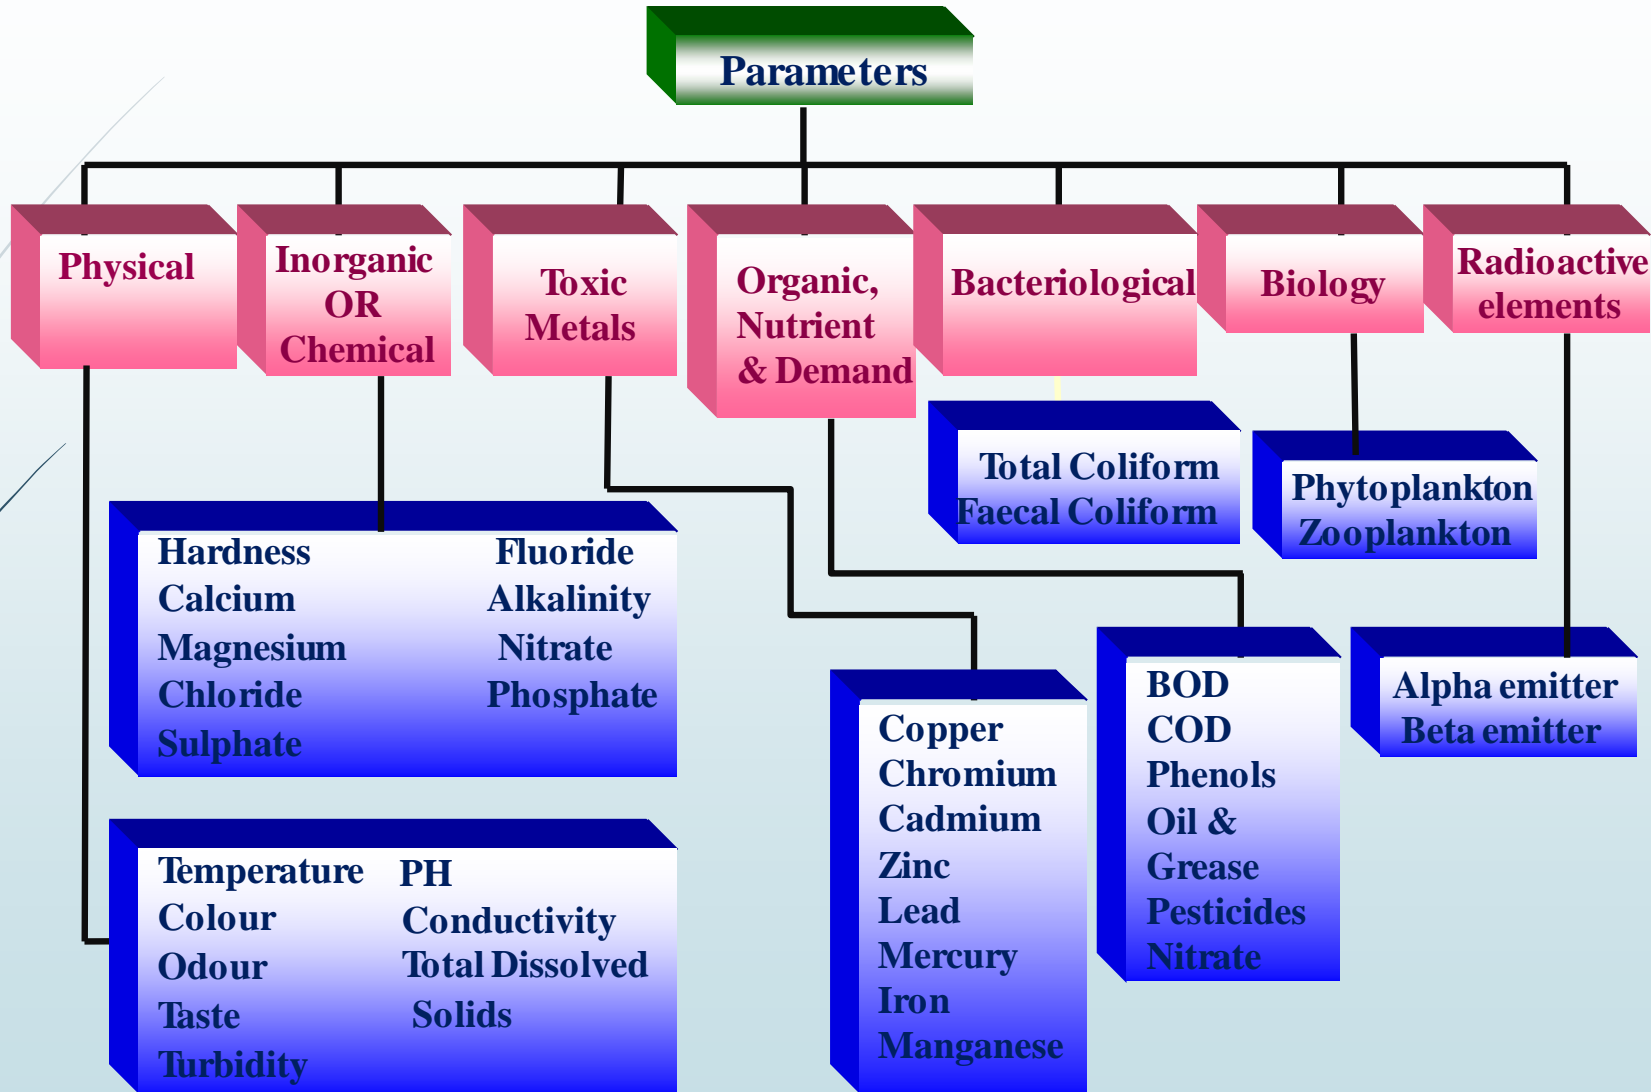 Parameters
Physical
Inorganic
OR
Chemical
Toxic
Metals
Organic,
Nutrient
& Demand
Bacteriological
Biology
Radioactive
elements
Total Coliform
Faecal Coliform
Phytoplankton
Zooplankton
Hardness
Calcium
Magnesium
Chloride
Sulphate
Fluoride
Alkalinity
Nitrate
Phosphate
Temperature
Colour
Odour
Taste
Turbidity
PH
Conductivity
Total Dissolved
Solids
Copper
Chromium
Cadmium
Zinc
Lead
Mercury
Iron
Manganese
BOD
COD
Phenols
Oil &
Grease
Pesticides
Nitrate
Alpha emitter
Beta emitter